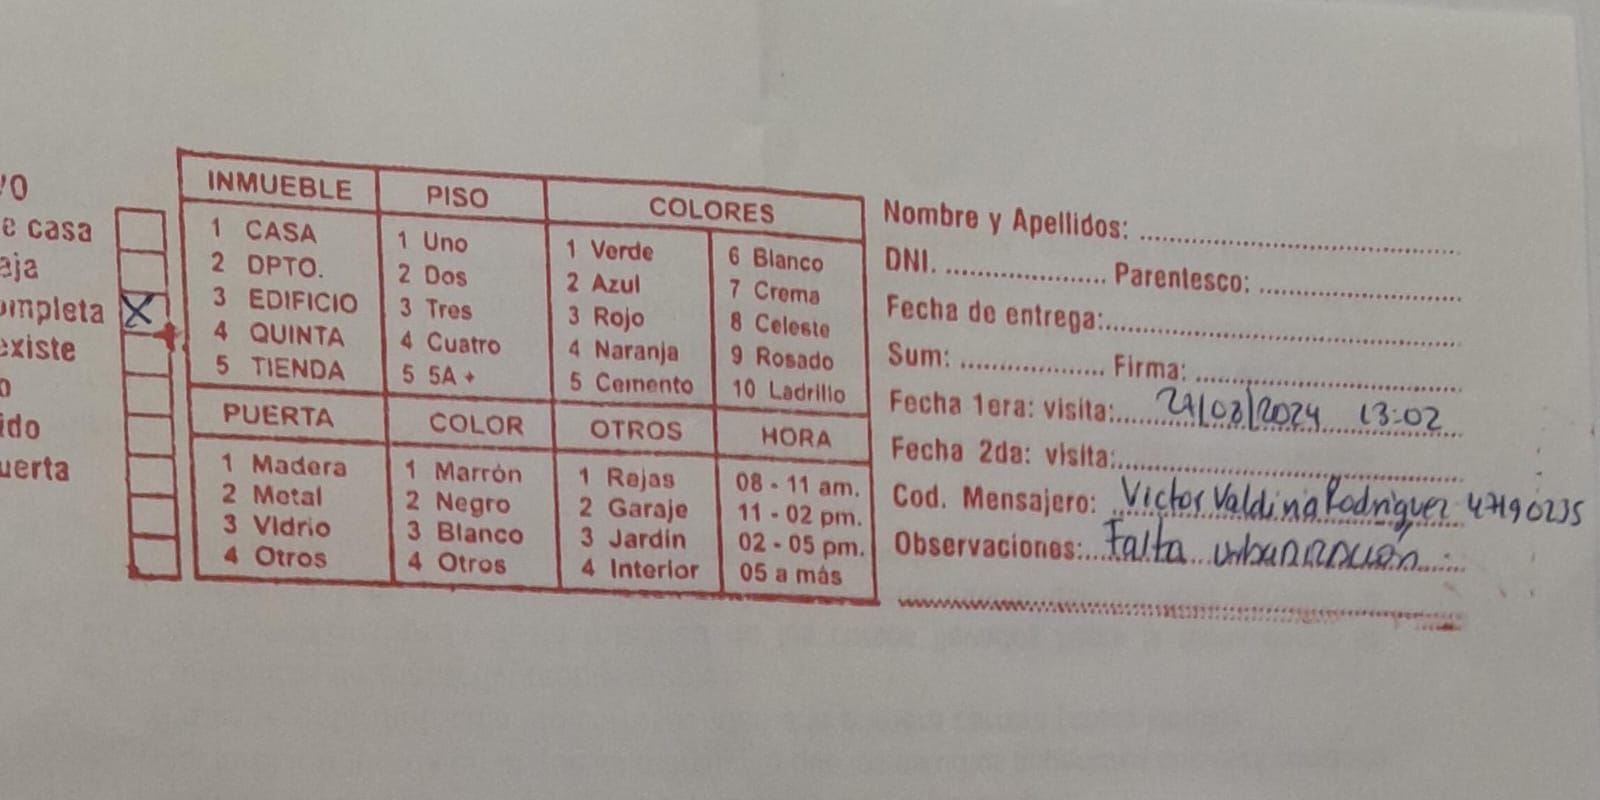 VO
e casa
aja
ompleta X
existe
o
ido
uerta
INMUEBLE PISO COLORES
1 CASA 1 Uno 1 Verde 6 Blanco
2 DPTO. 2 Dos 2 Azul 7 Crema
3 EDIFICIO 3 Tres 3 Rojo 8 Celeste
4 QUINTA 4 Cuatro 4 Naranja 9 Rosado
5 TIENDA 5 5A + 5 Cemento 10 Ladrillo
PUERTA COLOR OTROS HORA
1 Madera 1 Marrón 1 Rejas 08 - 11 am.
2 Metal 2 Negro 2 Garaje 11 - 02 pm.
3 Vidrio 3 Blanco 3 Jardín 02 - 05 pm.
4 Otros 4 Otros 4 Interior 05 a más
Nombre y Apellidos:
DNI. Parentesco:
Fecha de entrega:
Sum: Firma:
Fecha 1era: visita: 13:02
Fecha 2da: visita:
Cod. Mensajero: Victor Rodriguez 47190235
Observaciones: Falta urbanización